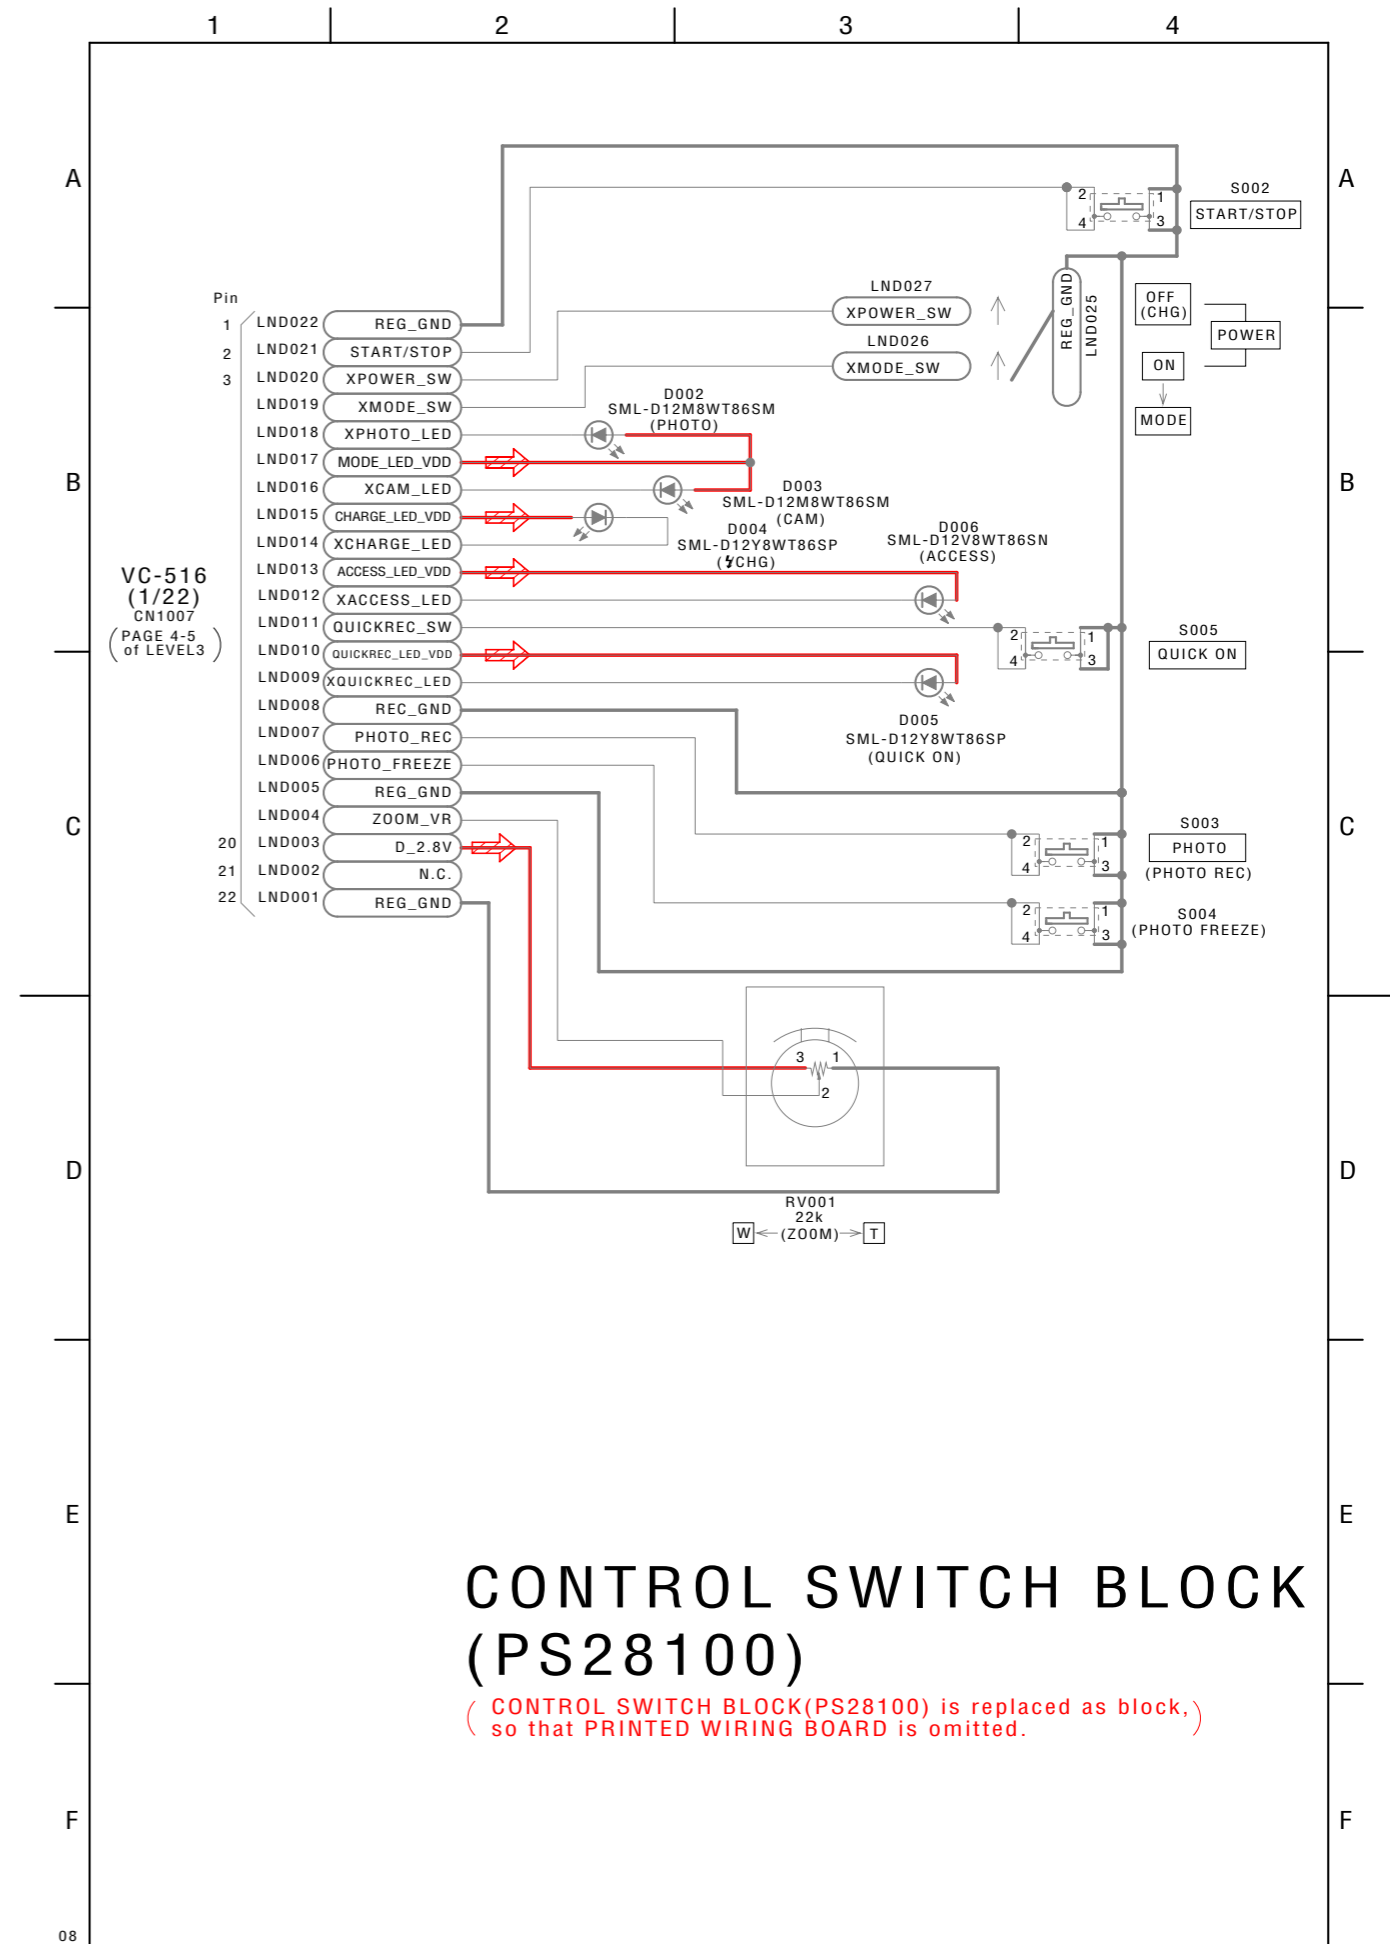 1 2 3 4
A A
S002
START/STOP
2 1
4 3
Pin
LND027
XPOWER_SW
LND026
XMODE_SW
REG_GND
LND025
OFF
(CHG)
POWER
ON
MODE
1 LND022 REG_GND
2 LND021 START/STOP
3 LND020 XPOWER_SW
LND019 XMODE_SW
LND018 XPHOTO_LED
LND017 MODE_LED_VDD
LND016 XCAM_LED
LND015 CHARGE_LED_VDD
LND014 XCHARGE_LED
LND013 ACCESS_LED_VDD
LND012 XACCESS_LED
LND011 QUICKREC_SW
LND010 QUICKREC_LED_VDD
LND009 XQUICKREC_LED
LND008 REC_GND
LND007 PHOTO_REC
LND006 PHOTO_FREEZE
LND005 REG_GND
LND004 ZOOM_VR
20 LND003 D_2.8V
21 LND002 N.C.
22 LND001 REG_GND
D002
SML-D12M8WT86SM
(PHOTO)
B B
D003
SML-D12M8WT86SM
(CAM)
D004
SML-D12Y8WT86SP
(CHG)
D006
SML-D12V8WT86SN
(ACCESS)
VC-516
(1/22)
CN1007
(PAGE 4-5
of LEVEL3)
2 1
4 3
S005
QUICK ON
D005
SML-D12Y8WT86SP
(QUICK ON)
C C
2 1
4 3
S003
PHOTO
(PHOTO REC)
2 1
4 3
S004
(PHOTO FREEZE)
3 1
2
D D
RV001
22k
W (ZOOM) T
E E
CONTROL SWITCH BLOCK
(PS28100)
( CONTROL SWITCH BLOCK(PS28100) is replaced as block,
so that PRINTED WIRING BOARD is omitted. )
F F
08